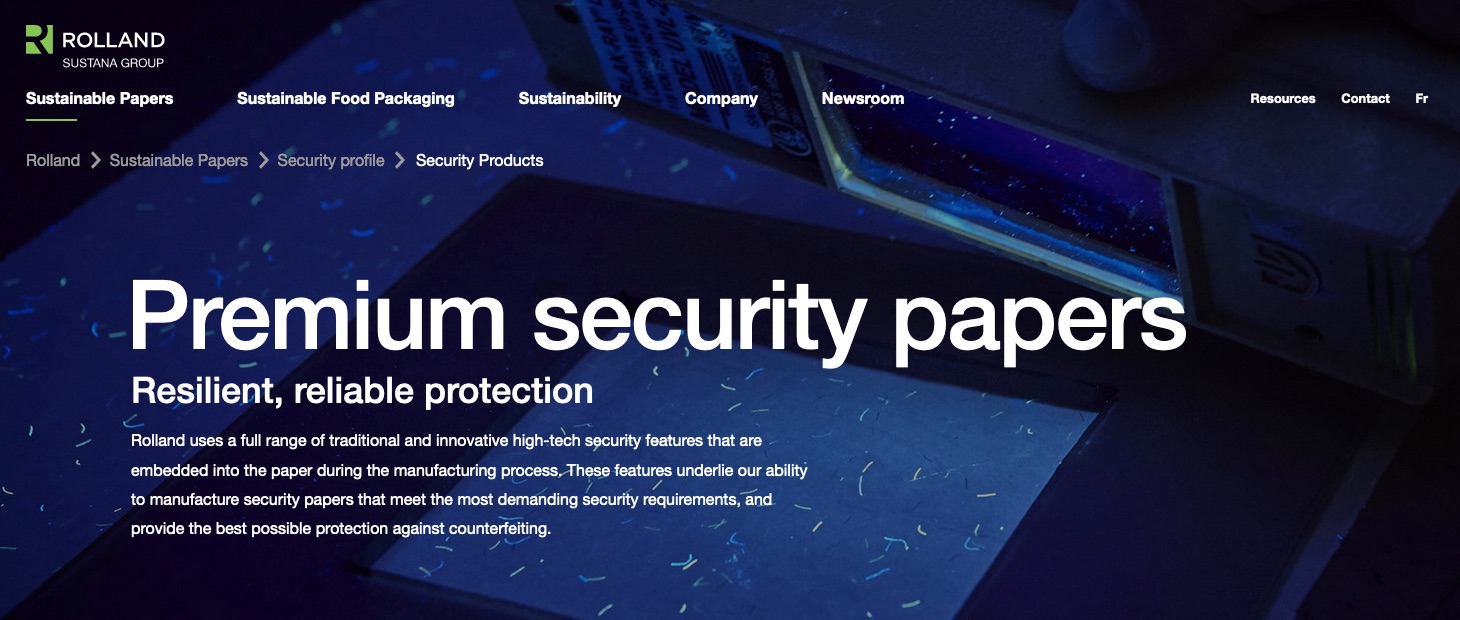 ROLLAND
SUSTANA GROUP
Sustainable Papers
Sustainable Food Packaging
Sustainability
Company
Newsroom
Resources
Contact
Fr
Rolland > Sustainable Papers > Security profile > Security Products
Premium security papers
Resilient, reliable protection
Rolland uses a full range of traditional and innovative high-tech security features that are
embedded into the paper during the manufacturing process. These features underlie our ability
to manufacture security papers that meet the most demanding security requirements, and
provide the best possible protection against counterfeiting.